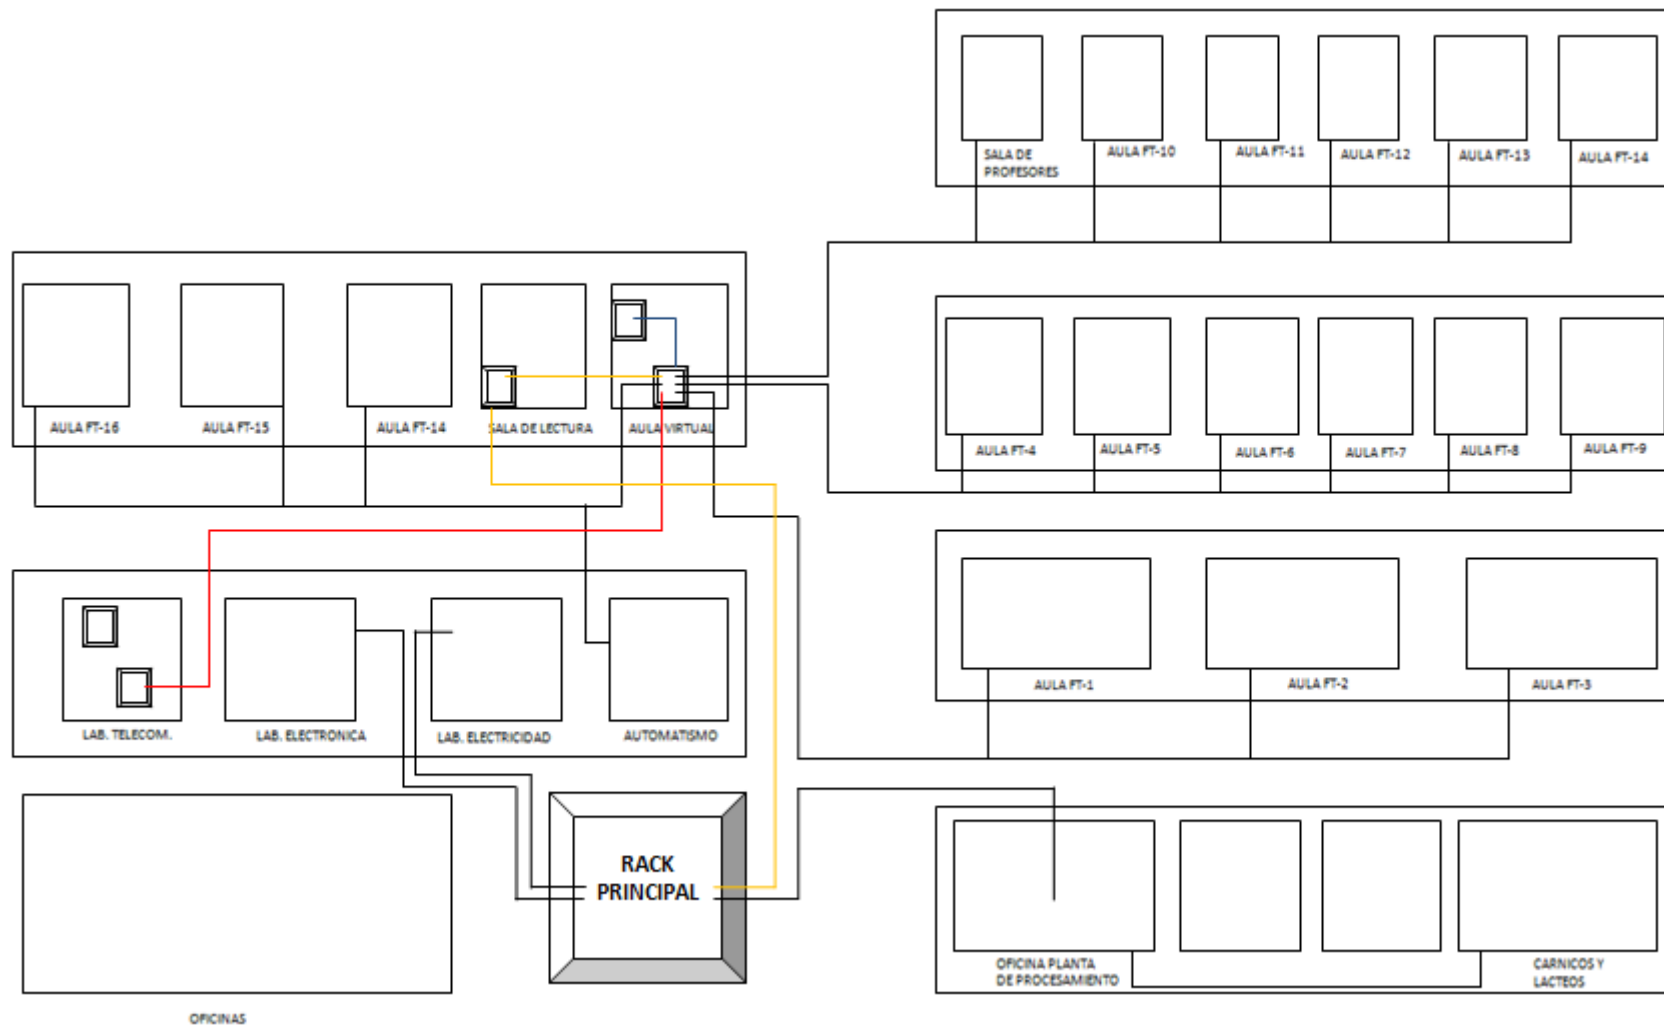 SALA DE
PROFESORES
AULA FT-10
AULA FT-11
AULA FT-12
AULA FT-13
AULA FT-14
AULA FT-16
AULA FT-15
AULA FT-14
SALA DE LECTURA
AULA VIRTUAL
AULA FT-4
AULA FT-5
AULA FT-6
AULA FT-7
AULA FT-8
AULA FT-9
AULA FT-1
AULA FT-2
AULA FT-3
LAB. TELECOM.
LAB. ELECTRONICA
LAB. ELECTRICIDAD
AUTOMATISMO
RACK
PRINCIPAL
OFICINA PLANTA
DE PROCESAMIENTO
CARNICOS Y
LACTEOS
OFICINAS